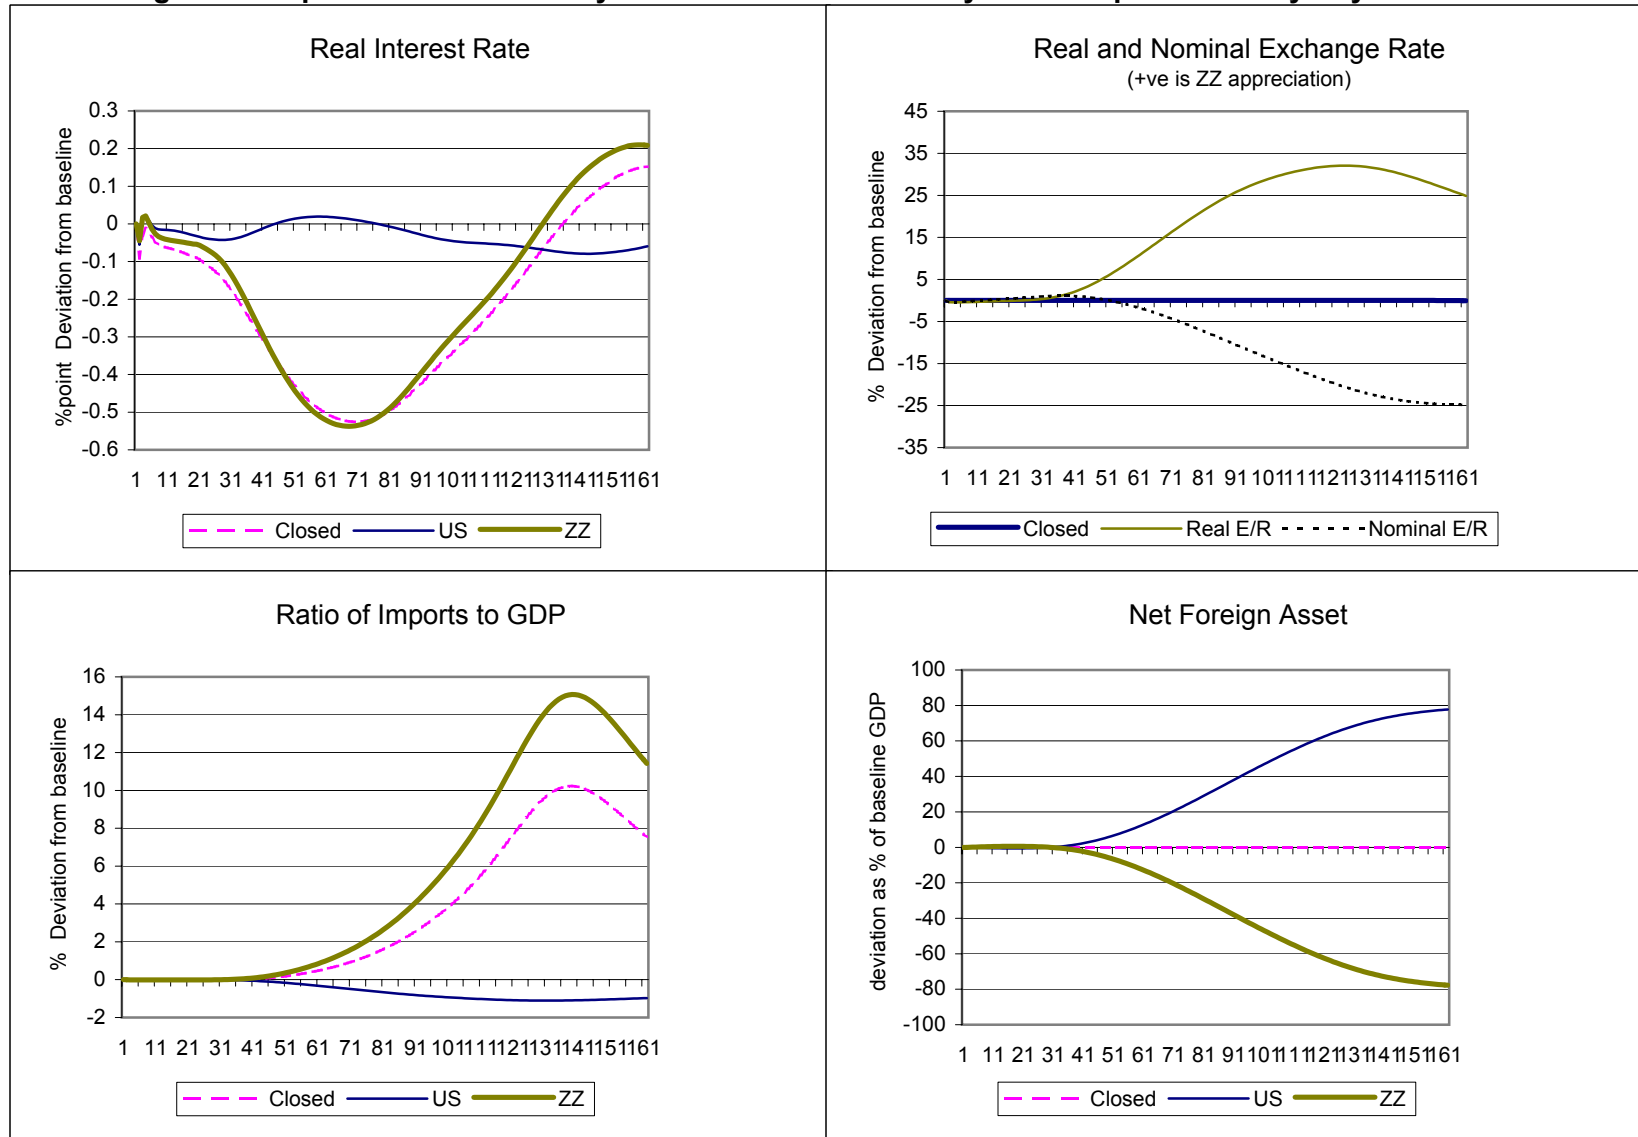 Real Interest Rate
0.3
0.2
0.1
0
-0.1
-0.2
-0.3
-0.4
-0.5
-0.6
%point Deviation from baseline
1 11 21 31 41 51 61 71 81 91 101 111 121 131 141 151 161
Closed US ZZ
Real and Nominal Exchange Rate
(+ve is ZZ appreciation)
45
35
25
15
5
-5
-15
-25
-35
% Deviation from baseline
1 11 21 31 41 51 61 71 81 91 101 111 121 131 141 151 161
Closed Real E/R Nominal E/R
Ratio of Imports to GDP
16
14
12
10
8
6
4
2
0
-2
% Deviation from baseline
1 11 21 31 41 51 61 71 81 91 101 111 121 131 141 151 161
Closed US ZZ
Net Foreign Asset
100
80
60
40
20
0
-20
-40
-60
-80
-100
deviation as % of baseline GDP
1 11 21 31 41 51 61 71 81 91 101 111 121 131 141 151 161
Closed US ZZ